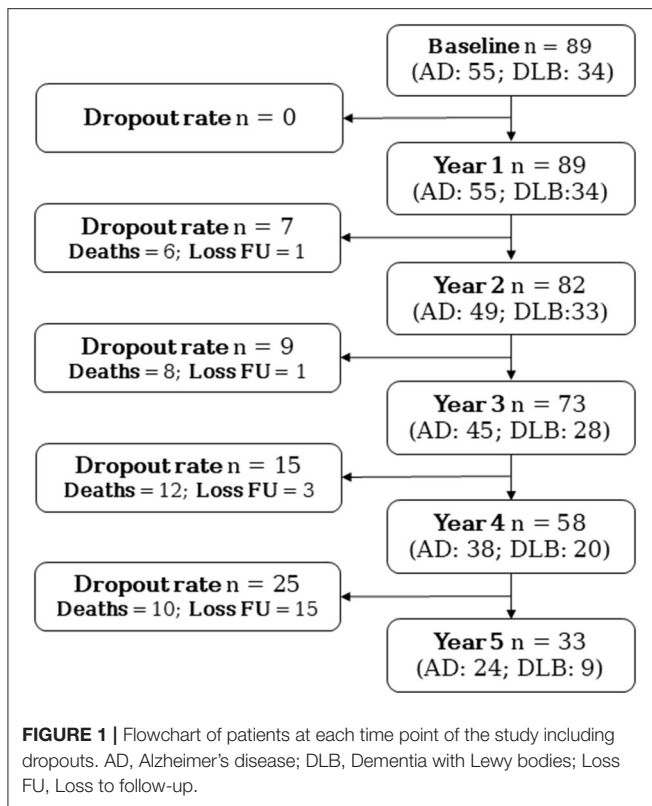 Baseline n = 89
(AD: 55; DLB: 34)
Dropout rate n = 0
Year 1 n = 89
(AD: 55; DLB:34)
Dropout rate n = 7
Deaths = 6; Loss FU = 1
Year 2 n = 82
(AD: 49; DLB:33)
Dropout rate n = 9
Deaths = 8; Loss FU = 1
Year 3 n = 73
(AD: 45; DLB: 28)
Dropout rate n = 15
Deaths = 12; Loss FU = 3
Year 4 n = 58
(AD: 38; DLB: 20)
Dropout rate n = 25
Deaths = 10; Loss FU = 15
Year 5 n = 33
(AD: 24; DLB: 9)
FIGURE 1 | Flowchart of patients at each time point of the study including
dropouts. AD, Alzheimer's disease; DLB, Dementia with Lewy bodies; Loss
FU, Loss to follow-up.